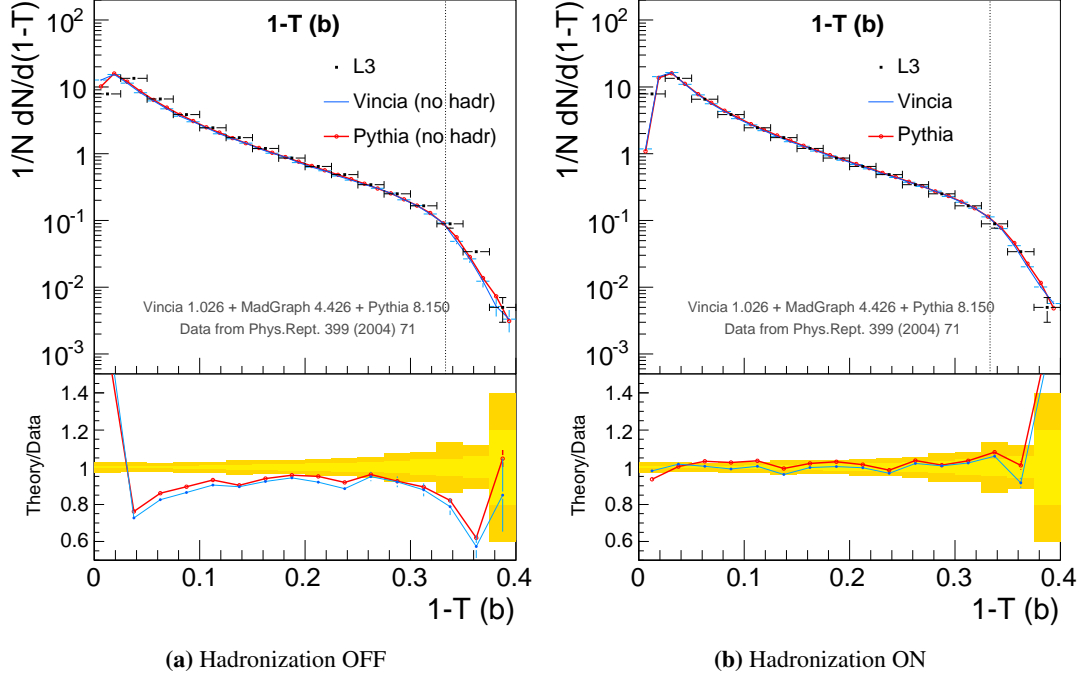 1-T (b)
1/N dN/d(1-T)
10²
10
1
10⁻¹
10⁻²
10⁻³
L3
Vincia (no hadr)
Pythia (no hadr)
Vincia 1.026 + MadGraph 4.426 + Pythia 8.150
Data from Phys.Rept. 399 (2004) 71
Theory/Data
1.4
1.2
1
0.8
0.6
0 0.1 0.2 0.3 0.4
1-T (b)
(a) Hadronization OFF
1-T (b)
1/N dN/d(1-T)
10²
10
1
10⁻¹
10⁻²
10⁻³
L3
Vincia
Pythia
Vincia 1.026 + MadGraph 4.426 + Pythia 8.150
Data from Phys.Rept. 399 (2004) 71
Theory/Data
1.4
1.2
1
0.8
0.6
0 0.1 0.2 0.3 0.4
1-T (b)
(b) Hadronization ON